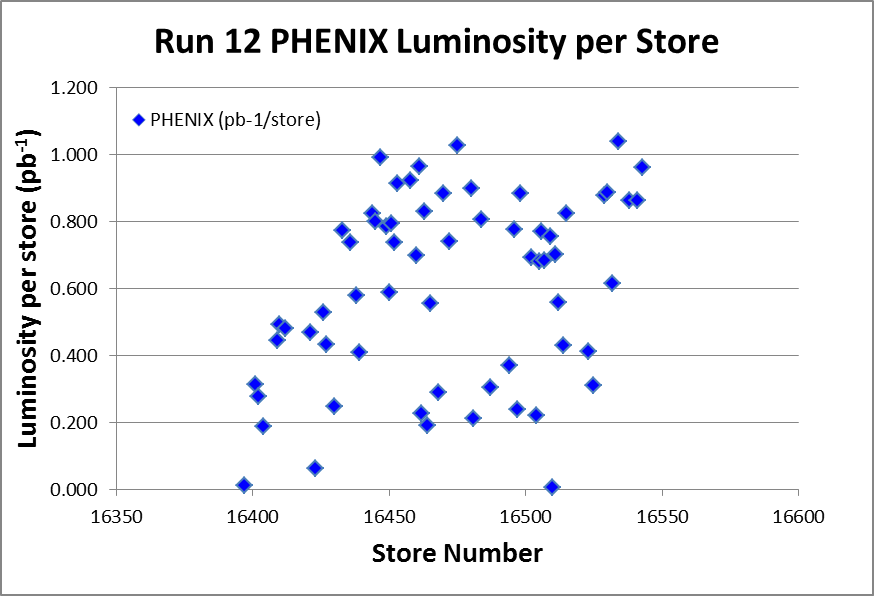 Run 12 PHENIX Luminosity per Store
Luminosity per store (pb-1)
1.200
1.000
0.800
0.600
0.400
0.200
0.000
PHENIX (pb-1/store)
16350 16400 16450 16500 16550 16600
Store Number